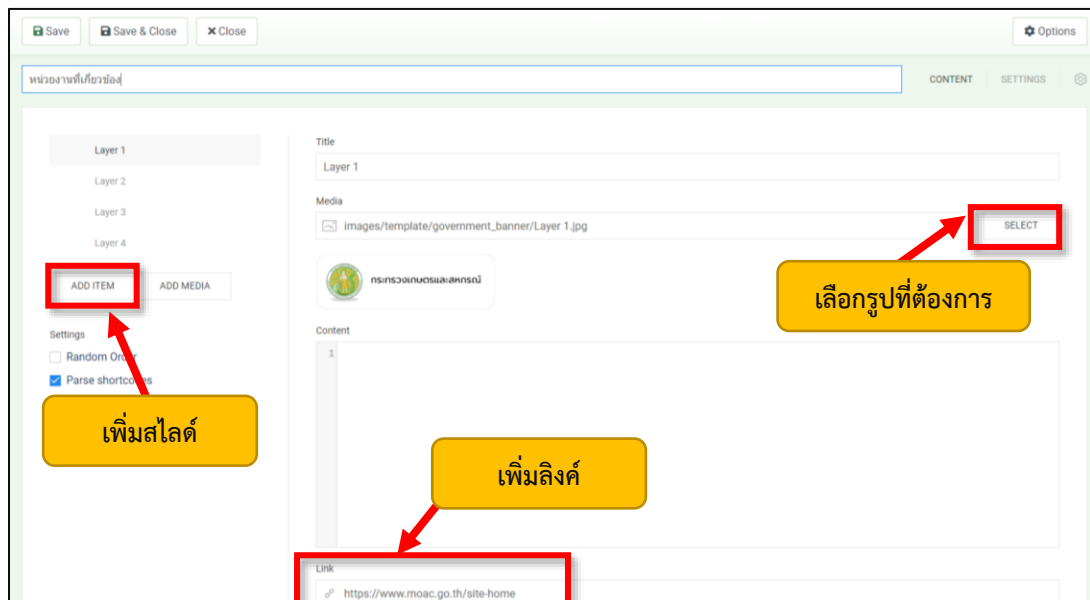 Save
Save & Close
Close
Options
หน่วยงานที่เกี่ยวข้อง
CONTENT
SETTINGS
Layer 1
Layer 2
Layer 3
Layer 4
ADD ITEM
ADD MEDIA
Settings
Random Order
Parse shortcodes
เพิ่มสไลด์
Title
Layer 1
Media
images/template/government_banner/Layer 1.jpg
SELECT
กระทรวงเกษตรและสหกรณ์
เลือกรูปที่ต้องการ
Content
1
เพิ่มลิงค์
Link
https://www.moac.go.th/site-home